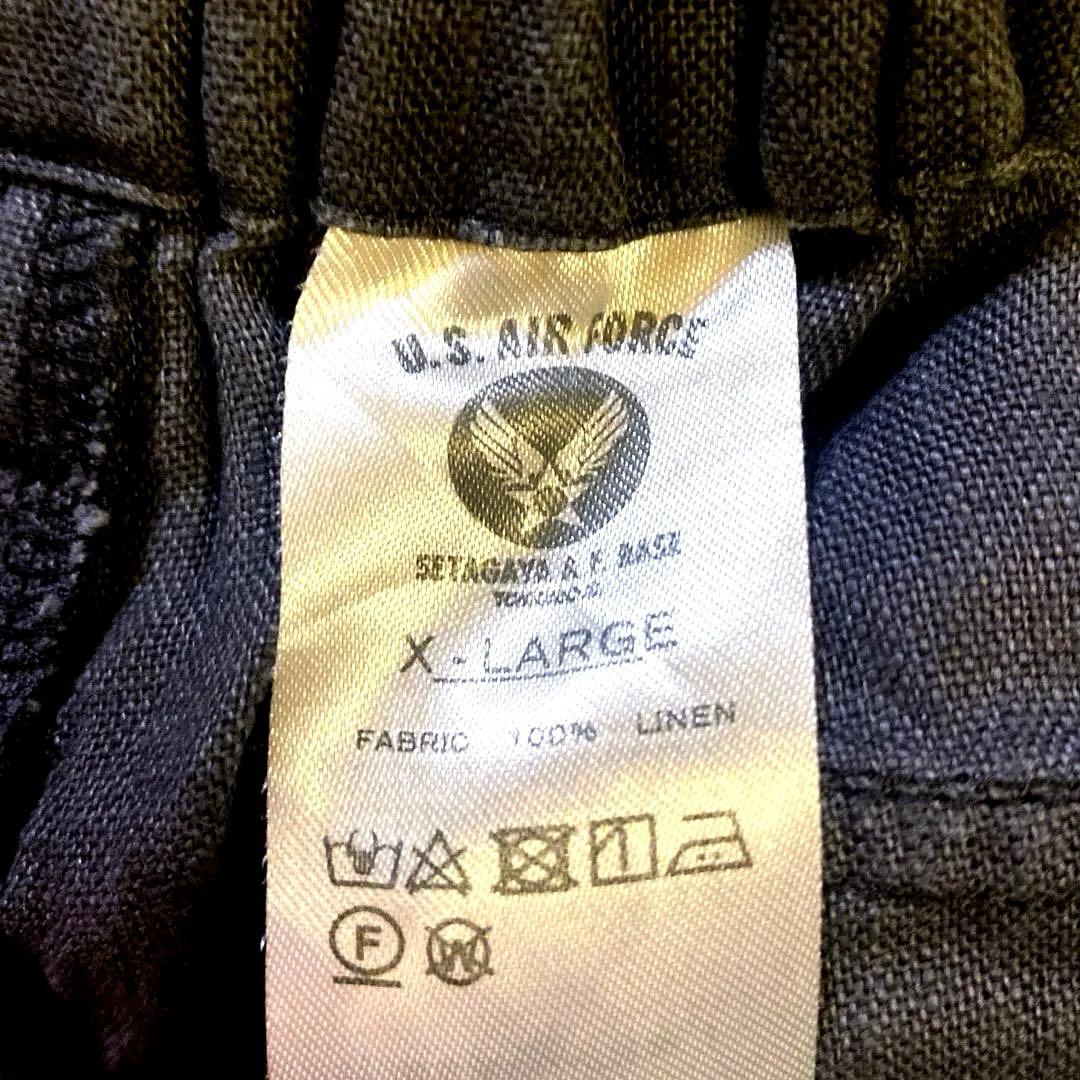 U.S. AIR FORCE
SETAGAYA A.F. BASE
X-LARGE
FABRIC 100% LINEN
F
W